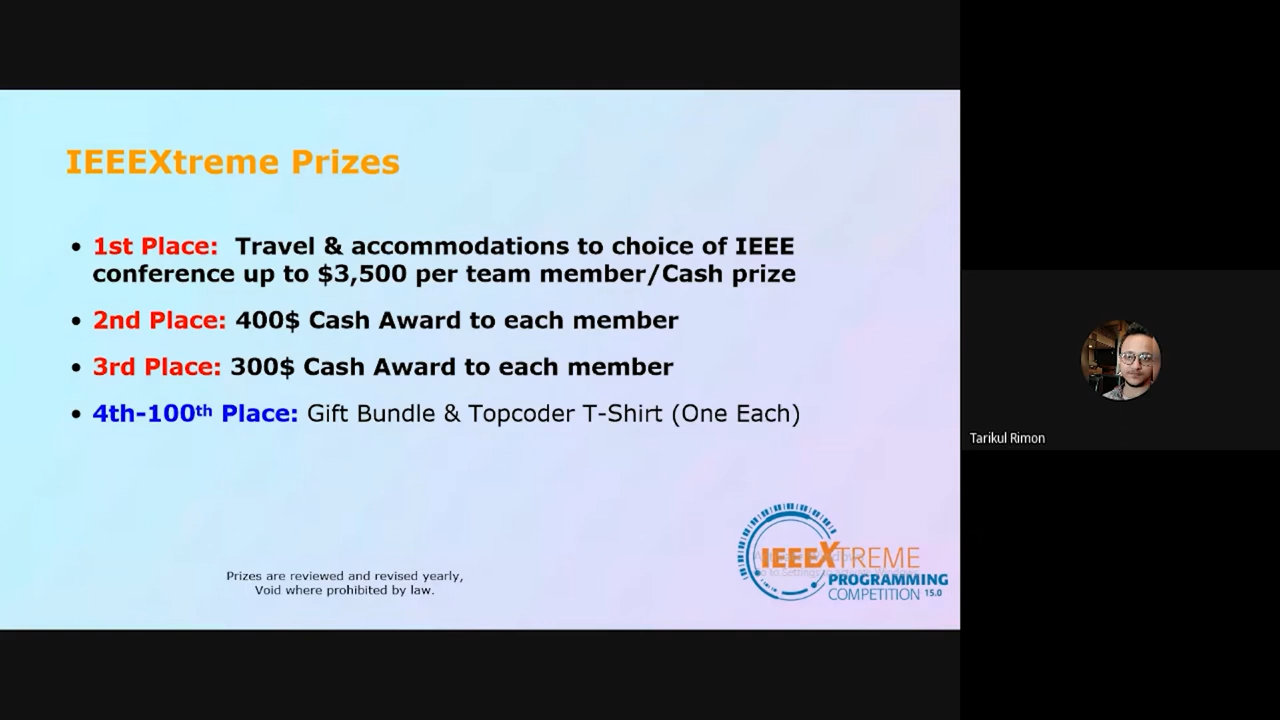 IEEEXtreme Prizes
• 1st Place: Travel & accommodations to choice of IEEE
conference up to $3,500 per team member/Cash prize
• 2nd Place: 400$ Cash Award to each member
• 3rd Place: 300$ Cash Award to each member
• 4th-100th Place: Gift Bundle & Topcoder T-Shirt (One Each)
Tarikul Rimon
IEEEXTREME
PROGRAMMING
COMPETITION 15.0
Prizes are reviewed and revised yearly,
Void where prohibited by law.